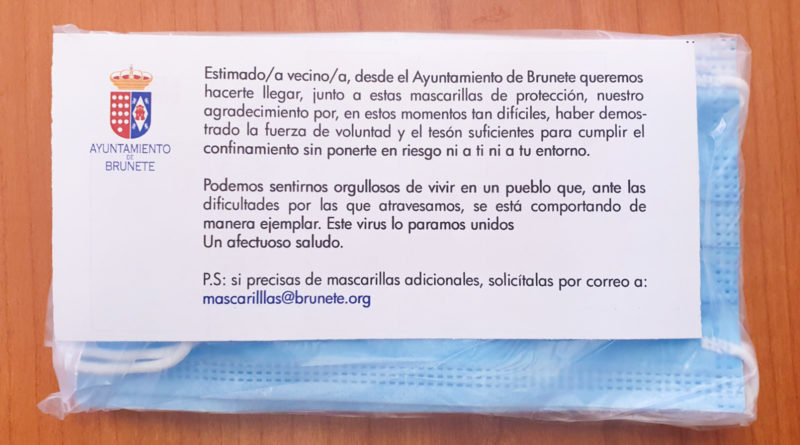 AYUNTAMIENTO
DE
BRUNETE
Estimado/a vecino/a, desde el Ayuntamiento de Brunete queremos
hacerte llegar, junto a estas mascarillas de protección, nuestro
agradecimiento por, en estos momentos tan difíciles, haber demos-
trado la fuerza de voluntad y el tesón suficientes para cumplir el
confinamiento sin ponerte en riesgo ni a ti ni a tu entorno.
Podemos sentirnos orgullosos de vivir en un pueblo que, ante las
dificultades por las que atravesamos, se está comportando de
manera ejemplar. Este virus lo paramos unidos
Un afectuoso saludo.
P.S: si precisas de mascarillas adicionales, solicítalas por correo a:
mascarilllas@brunete.org